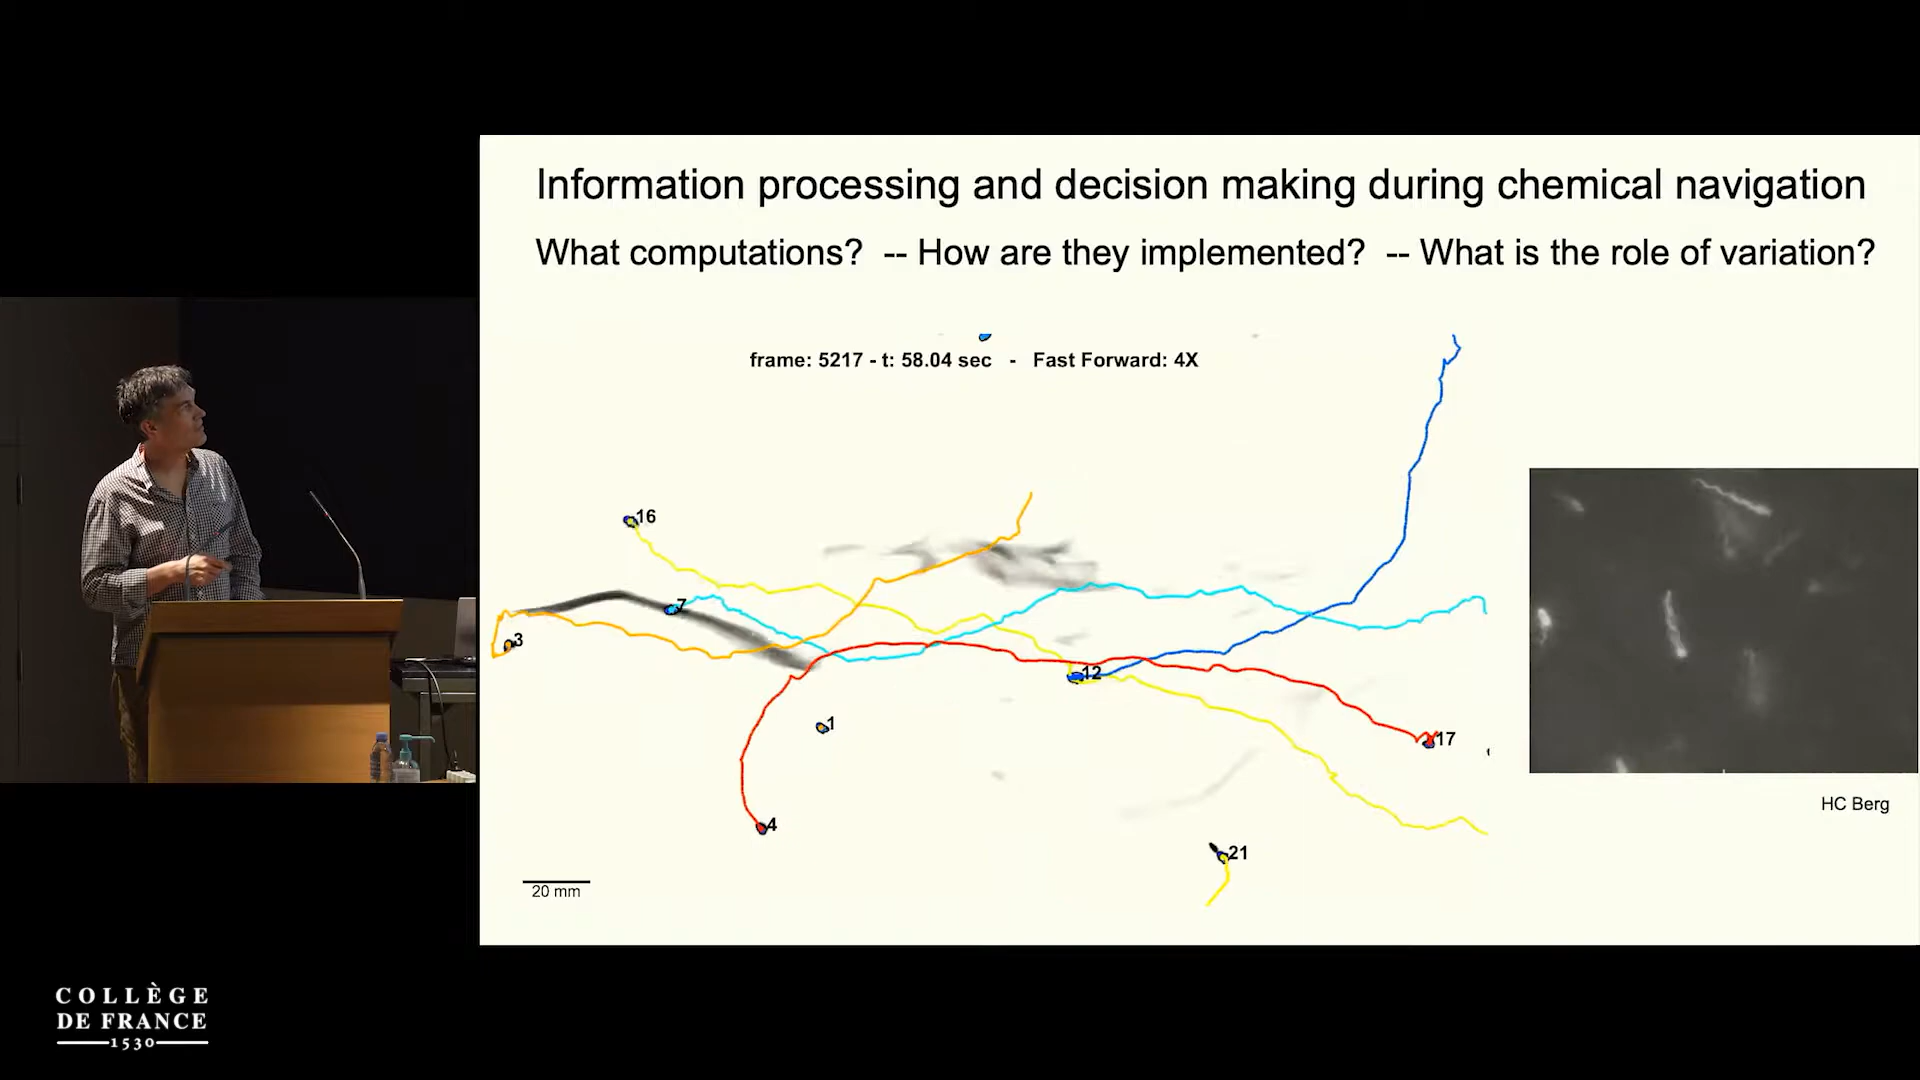 Information processing and decision making during chemical navigation
What computations? -- How are they implemented? -- What is the role of variation?
frame: 5217 - t: 58.04 sec - Fast Forward: 4X
16
7
3
12
1
17
4
21
20 mm
HC Berg
COLLÈGE
DE FRANCE
1530